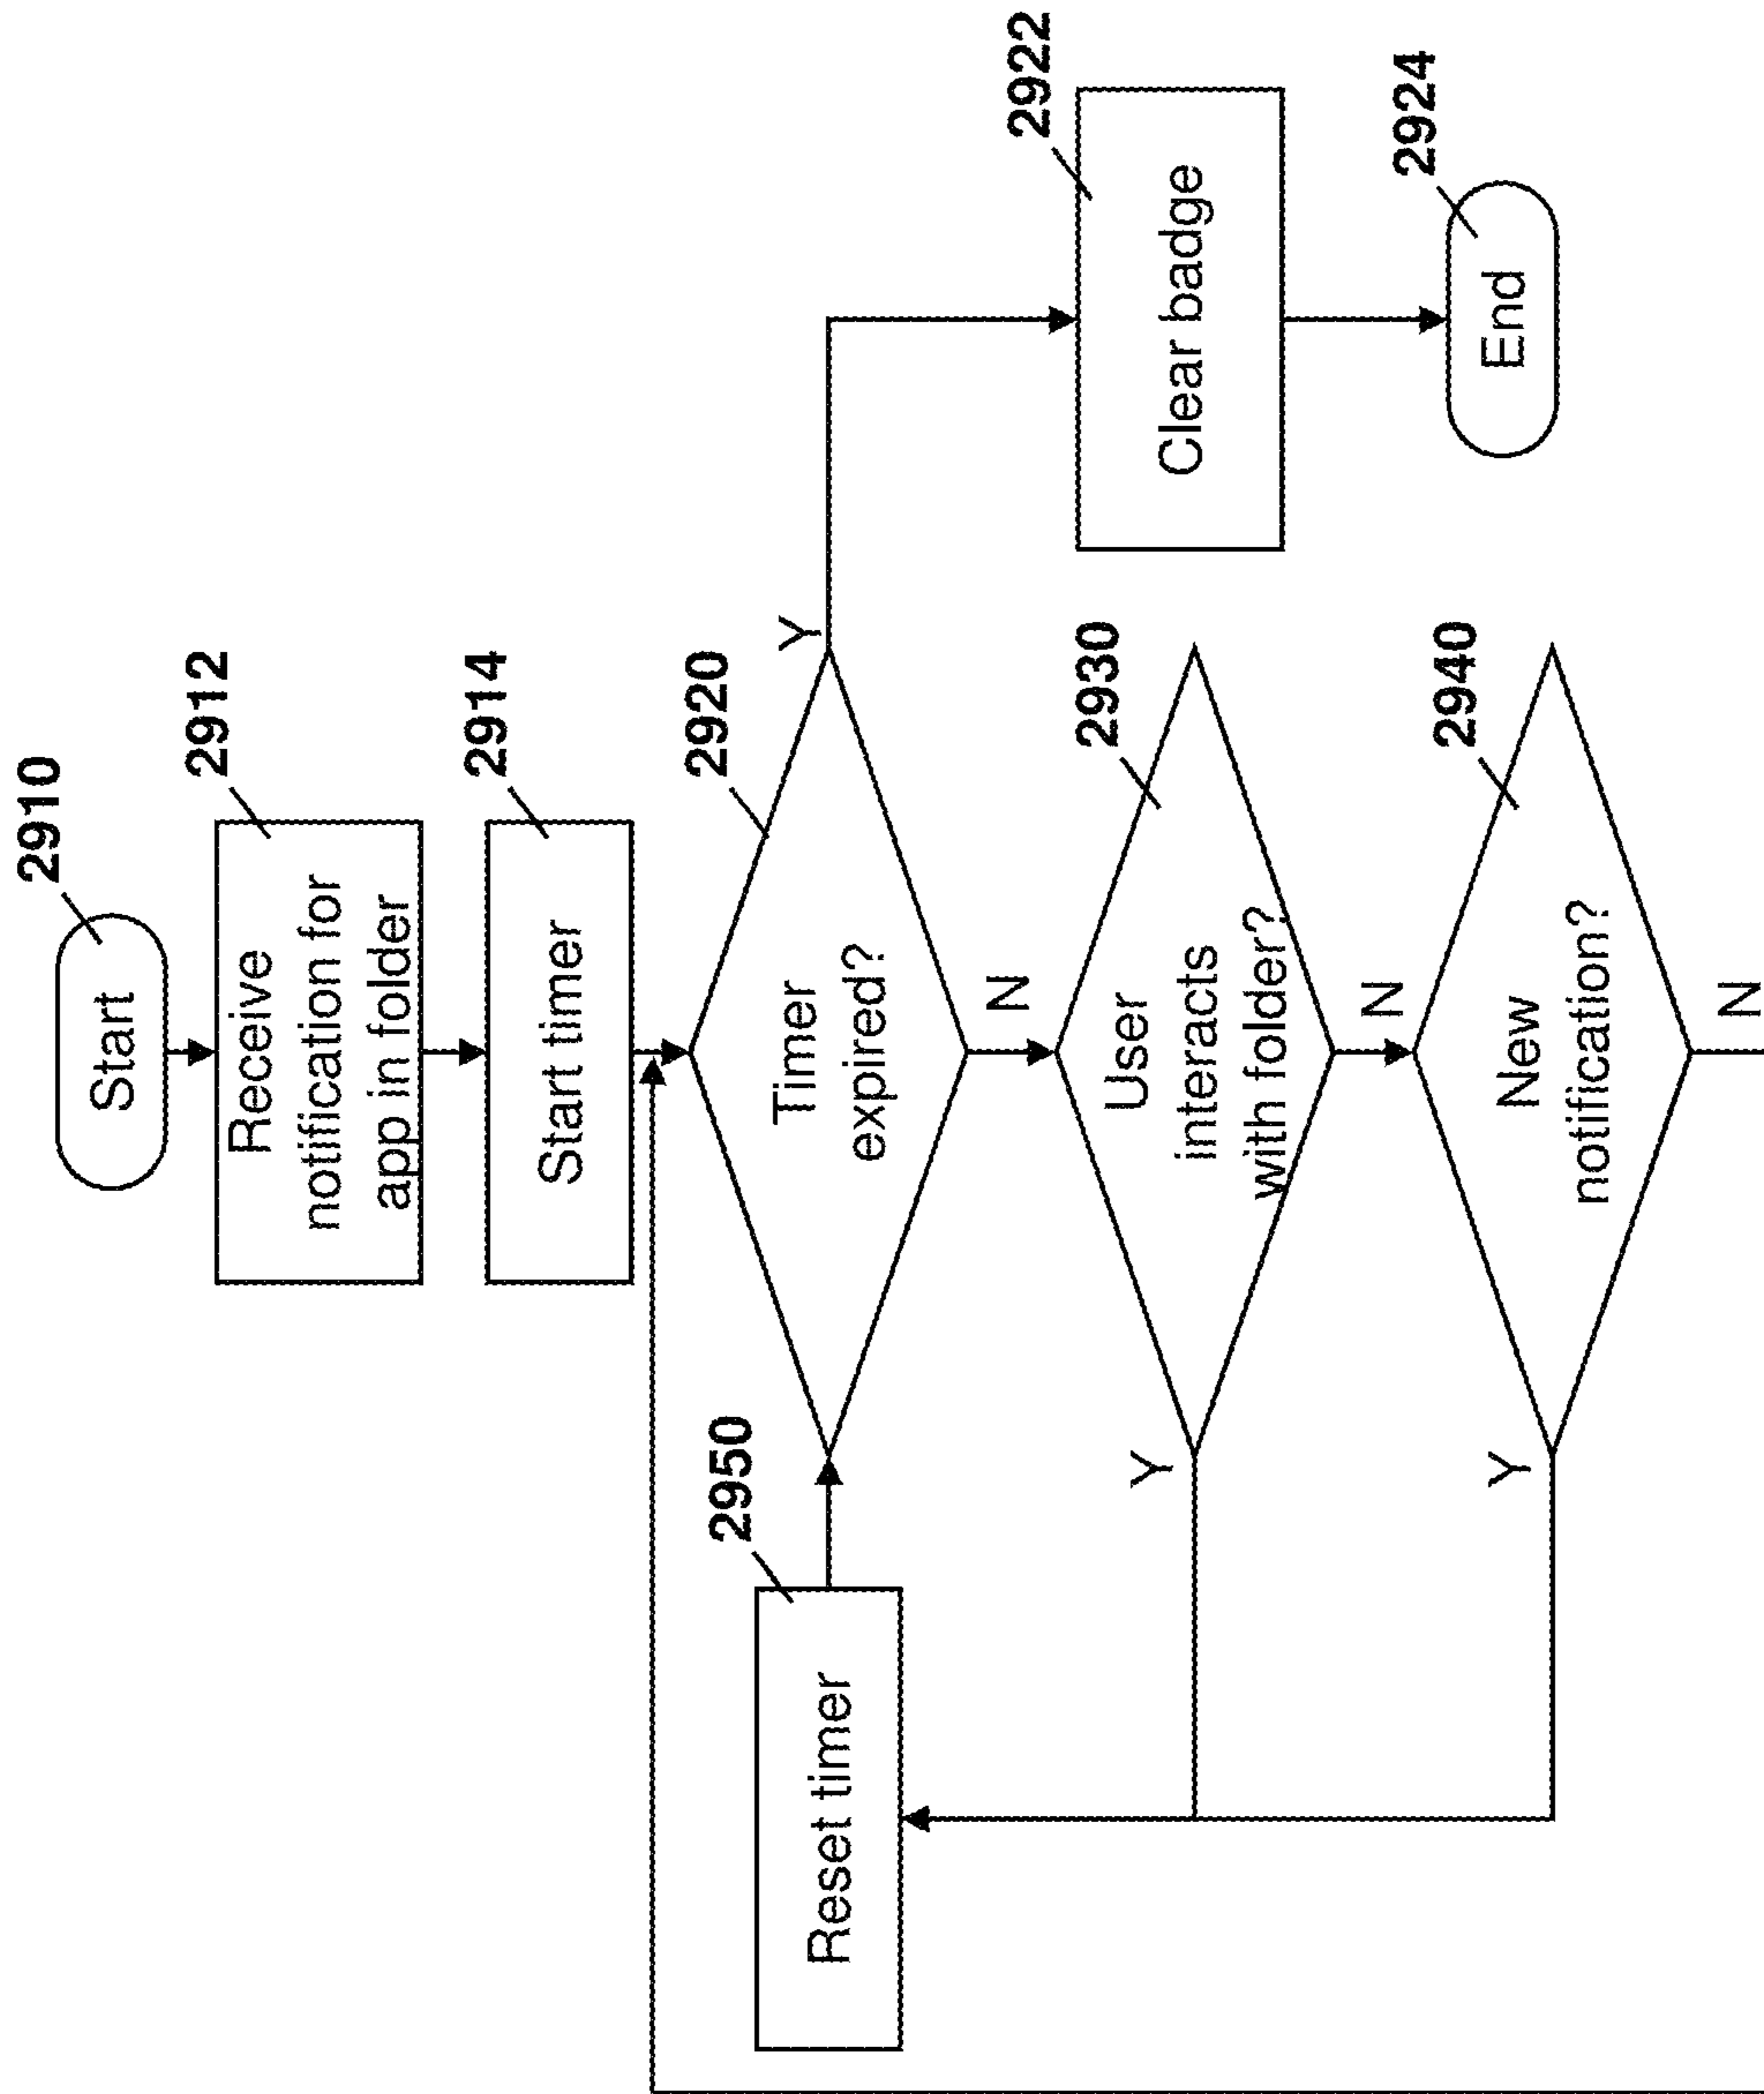 2910
Start
2912
Receive
notification for
app in folder
2914
Start timer
2920
Timer
expired?
Y
N
2922
Clear badge
2924
End
2930
User
interacts
with folder?
Y
N
2940
New
notification?
Y
N
2950
Reset timer